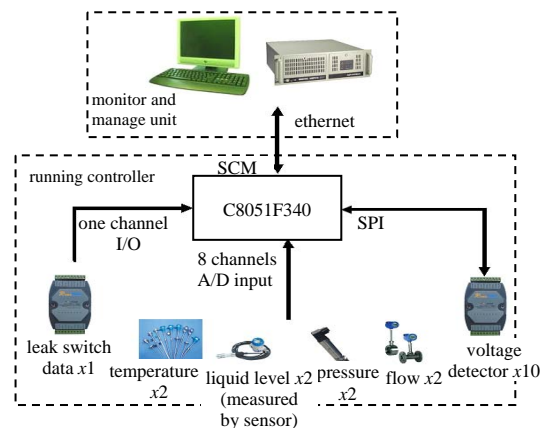 monitor and
manage unit
ethernet
running controller
SCM
C8051F340
one channel
I/O
SPI
8 channels
A/D input
leak switch
data x1
temperature
x2
liquid level x2
(measured
by sensor)
pressure
x2
flow x2
voltage
detector x10